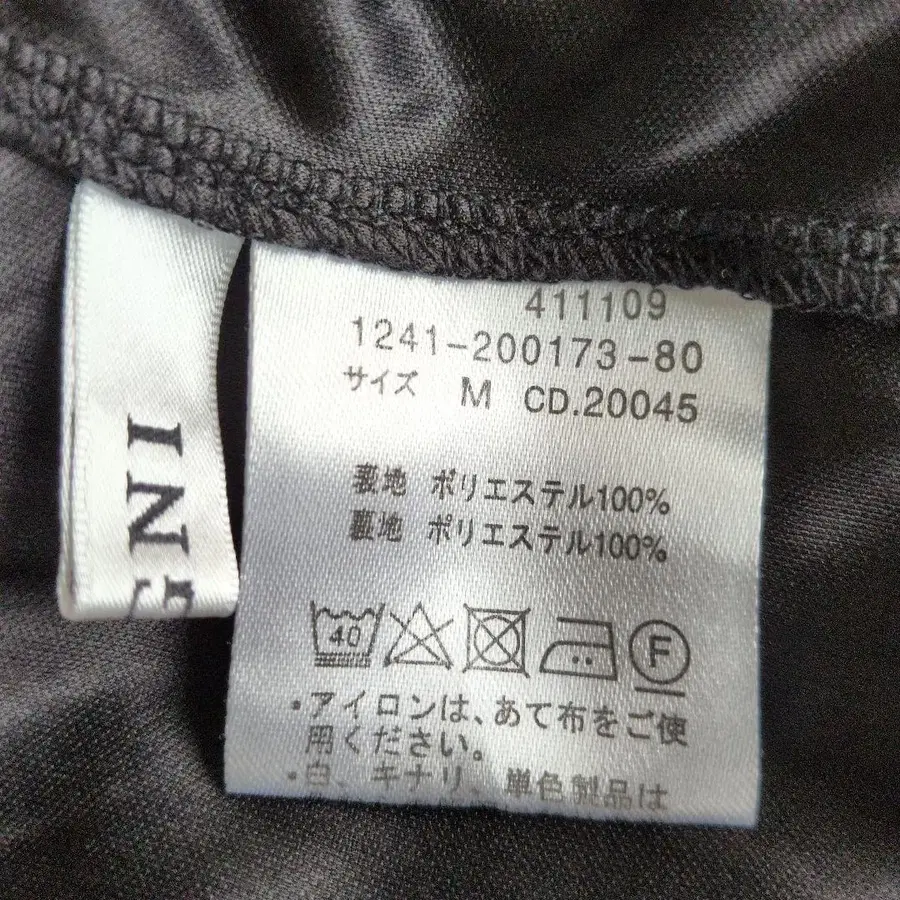 GNI
411109
1241-200173-80
サイズ M CD.20045
表地 ポリエステル100%
裏地 ポリエステル100%
40
F
・アイロンは、あて布をご使
用ください。
・白、キナリ、単色製品は